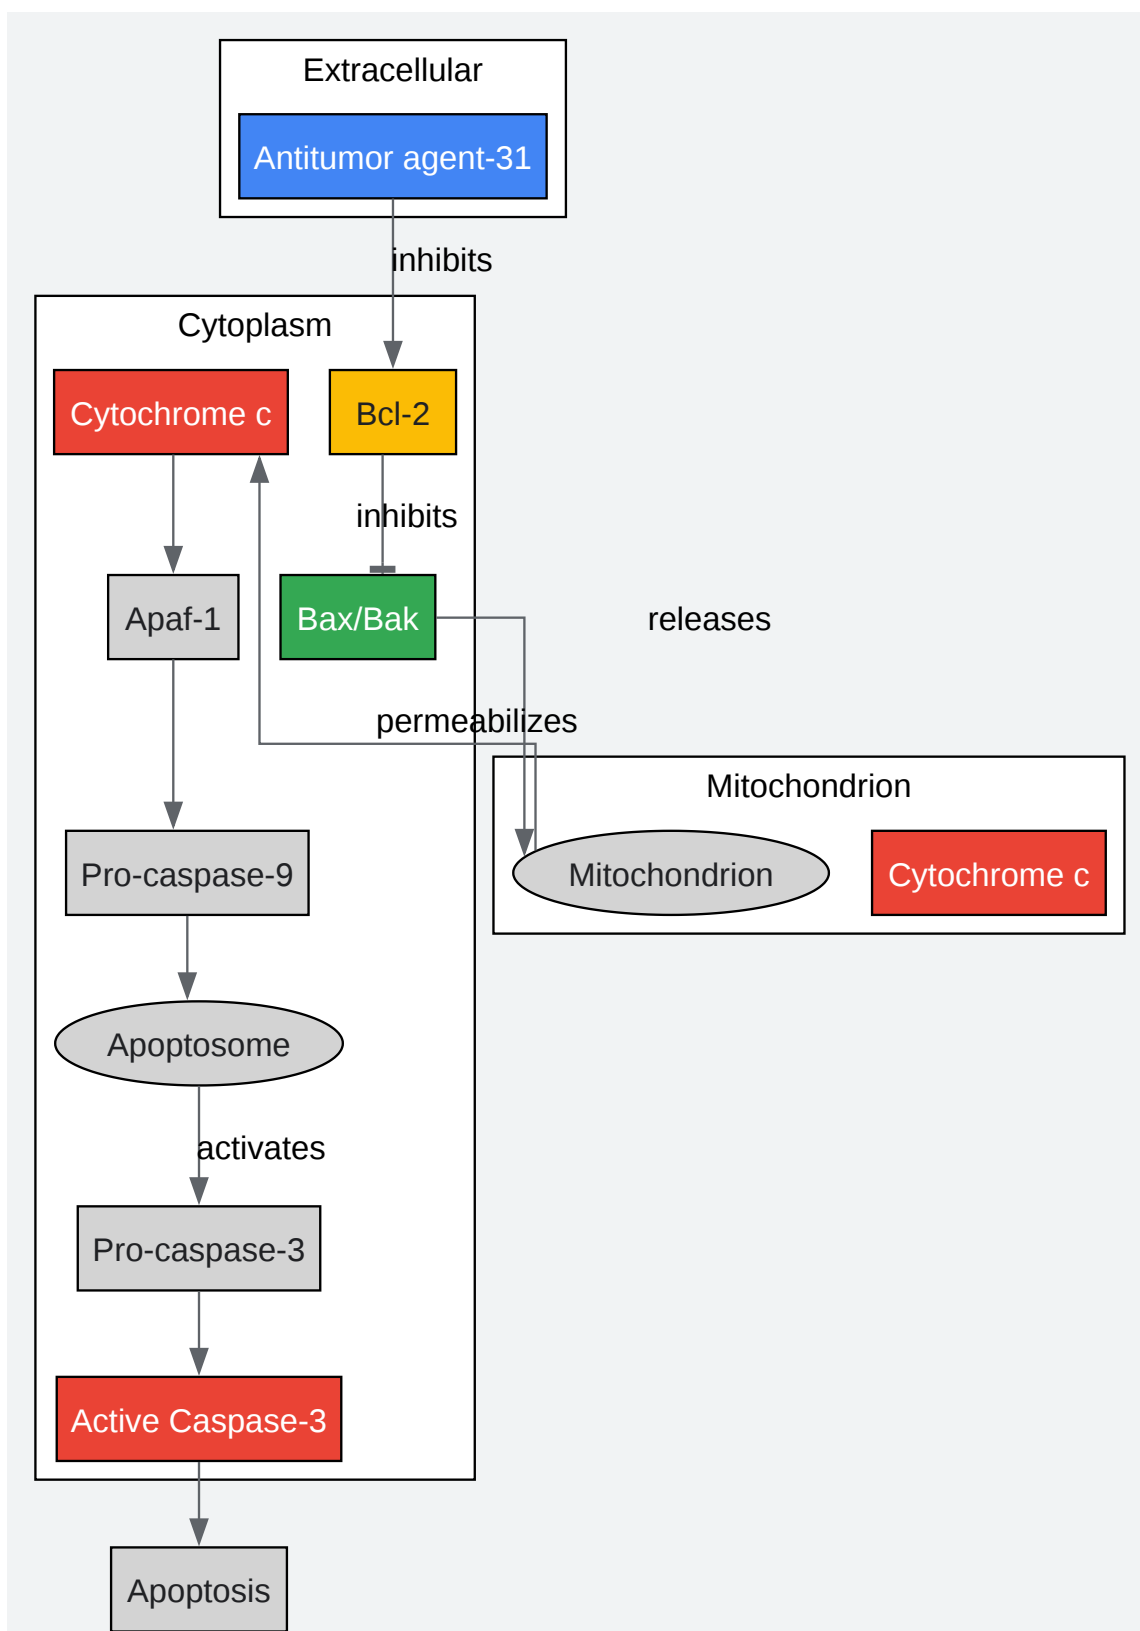 Extracellular
Antitumor agent-31
inhibits
Cytoplasm
Cytochrome c
Bcl-2
inhibits
Apaf-1
Bax/Bak
releases
permeabilizes
Mitochondrion
Pro-caspase-9
Mitochondrion
Cytochrome c
Apoptosome
activates
Pro-caspase-3
Active Caspase-3
Apoptosis